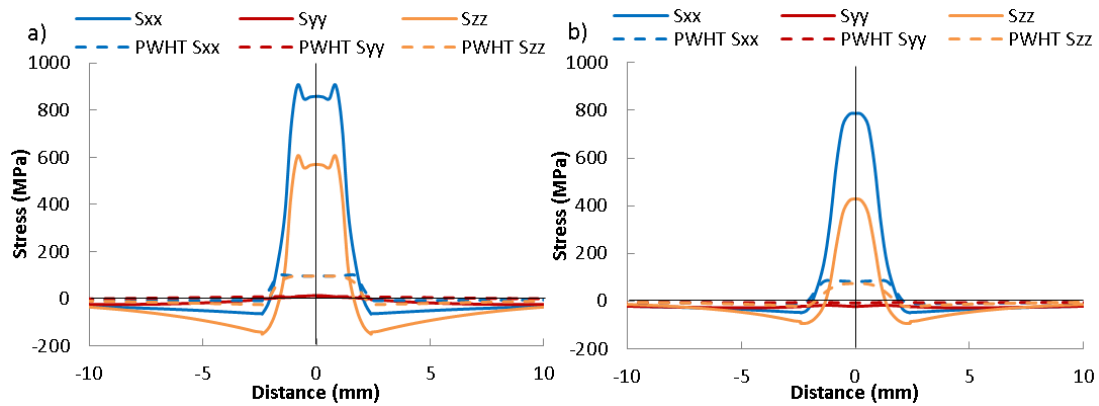 a)
Sxx Syy Szz
PWHT Sxx PWHT Syy PWHT Szz
1000
800
600
400
200
0
-200
Stress (MPa)
-10 -5 0 5 10
Distance (mm)
b)
Sxx Syy Szz
PWHT Sxx PWHT Syy PWHT Szz
1000
800
600
400
200
0
-200
Stress (MPa)
-10 -5 0 5 10
Distance (mm)